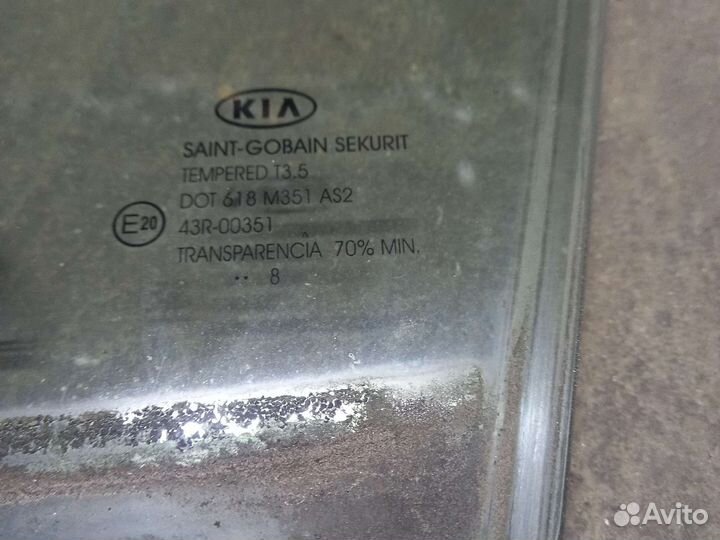 KIA
SAINT-GOBAIN SEKURIT
TEMPERED T3.5
DOT 618 M351 AS2
E20
43R-00351
TRANSPARENCIA 70% MIN.
.. 8
Avito